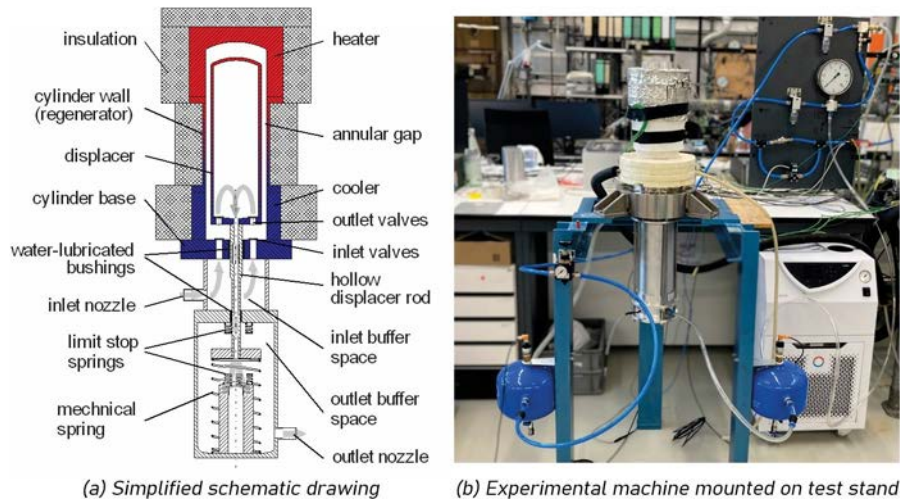 insulation
heater
cylinder wall
(regenerator)
annular gap
displacer
cooler
cylinder base
outlet valves
water-lubricated
bushings
inlet valves
hollow
displacer rod
inlet nozzle
limit stop
springs
inlet buffer
space
mechnical
spring
outlet buffer
space
outlet nozzle
(a) Simplified schematic drawing
(b) Experimental machine mounted on test stand